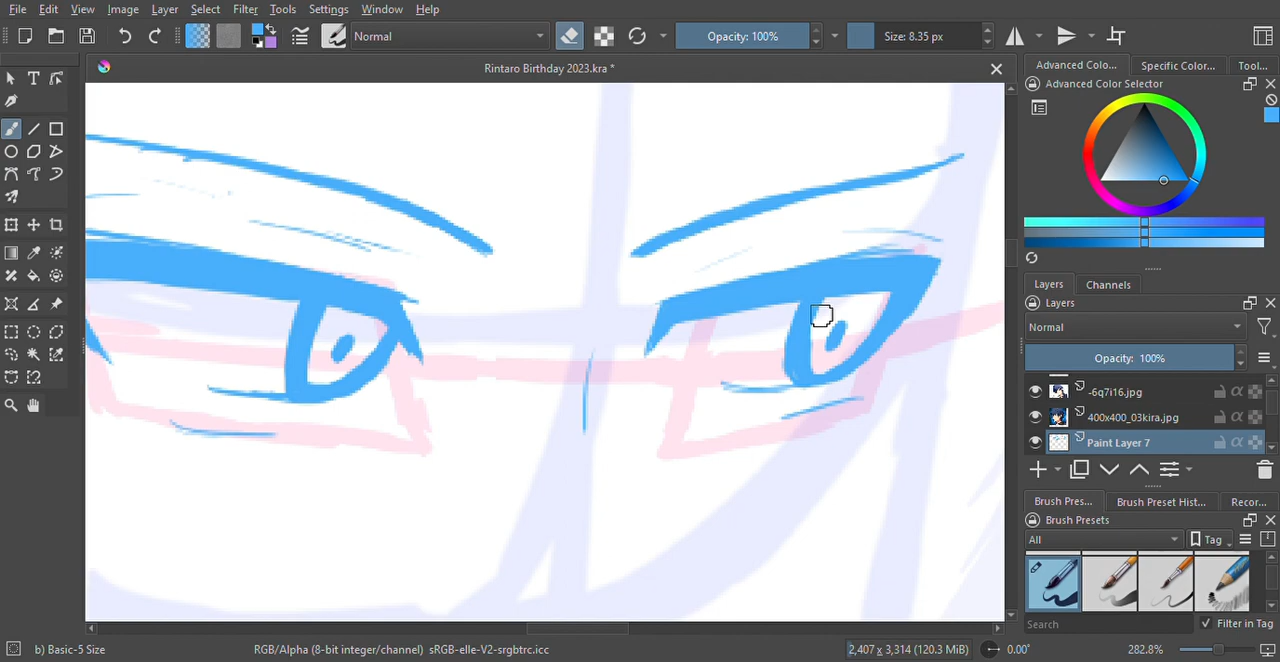 File Edit View Image Layer Select Filter Tools Settings Window Help
Normal Opacity: 100% Size: 8.35 px
Rintaro Birthday 2023.kra *
Advanced Colo... Specific Color... Tool...
Advanced Color Selector
Layers Channels
Layers
Normal
Opacity: 100%
-6q7i16.jpg
400x400_03kira.jpg
Paint Layer 7
Brush Pres... Brush Preset Hist... Recor...
Brush Presets
All Tag
Search Filter in Tag
b) Basic-5 Size RGB/Alpha (8-bit integer/channel) sRGB-elle-V2-srgbtrc.icc 2,407 x 3,314 (120.3 MiB) 0.00° 282.8%